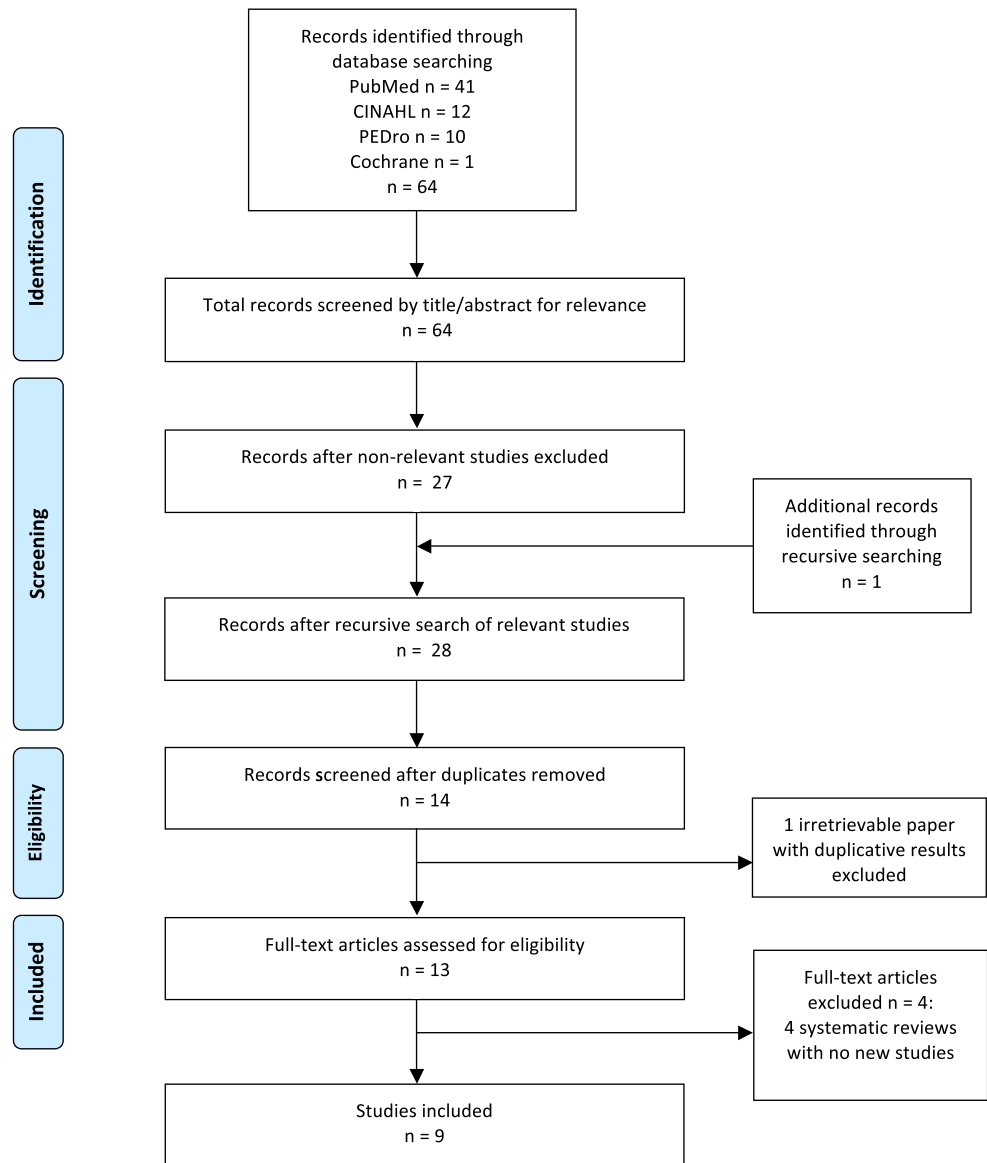 Records identified through
database searching
PubMed n = 41
CINAHL n = 12
PEDro n = 10
Cochrane n = 1
n = 64
Identification
Total records screened by title/abstract for relevance
n = 64
Screening
Records after non-relevant studies excluded
n = 27
Additional records
identified through
recursive searching
n = 1
Records after recursive search of relevant studies
n = 28
Eligibility
Records screened after duplicates removed
n = 14
1 irretrievable paper
with duplicative results
excluded
Included
Full-text articles assessed for eligibility
n = 13
Full-text articles
excluded n = 4:
4 systematic reviews
with no new studies
Studies included
n = 9